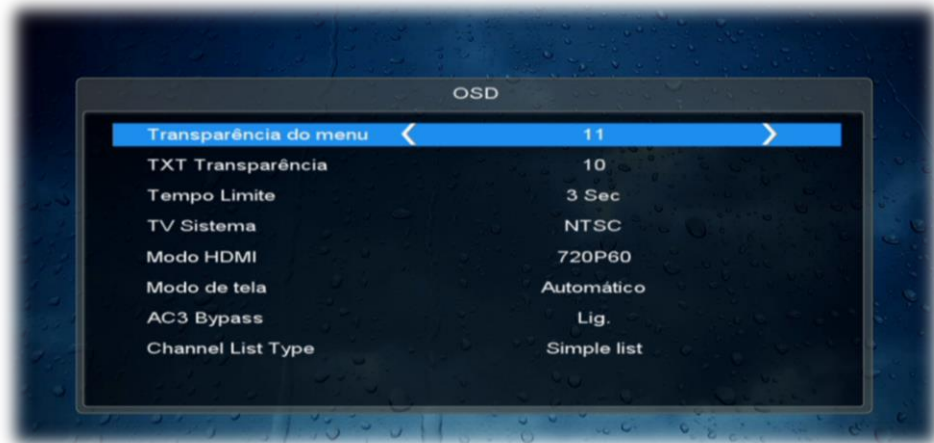 OSD
Transparência do menu 11
TXT Transparência 10
Tempo Limite 3 Sec
TV Sistema NTSC
Modo HDMI 720P60
Modo de tela Automático
AC3 Bypass Lig.
Channel List Type Simple list